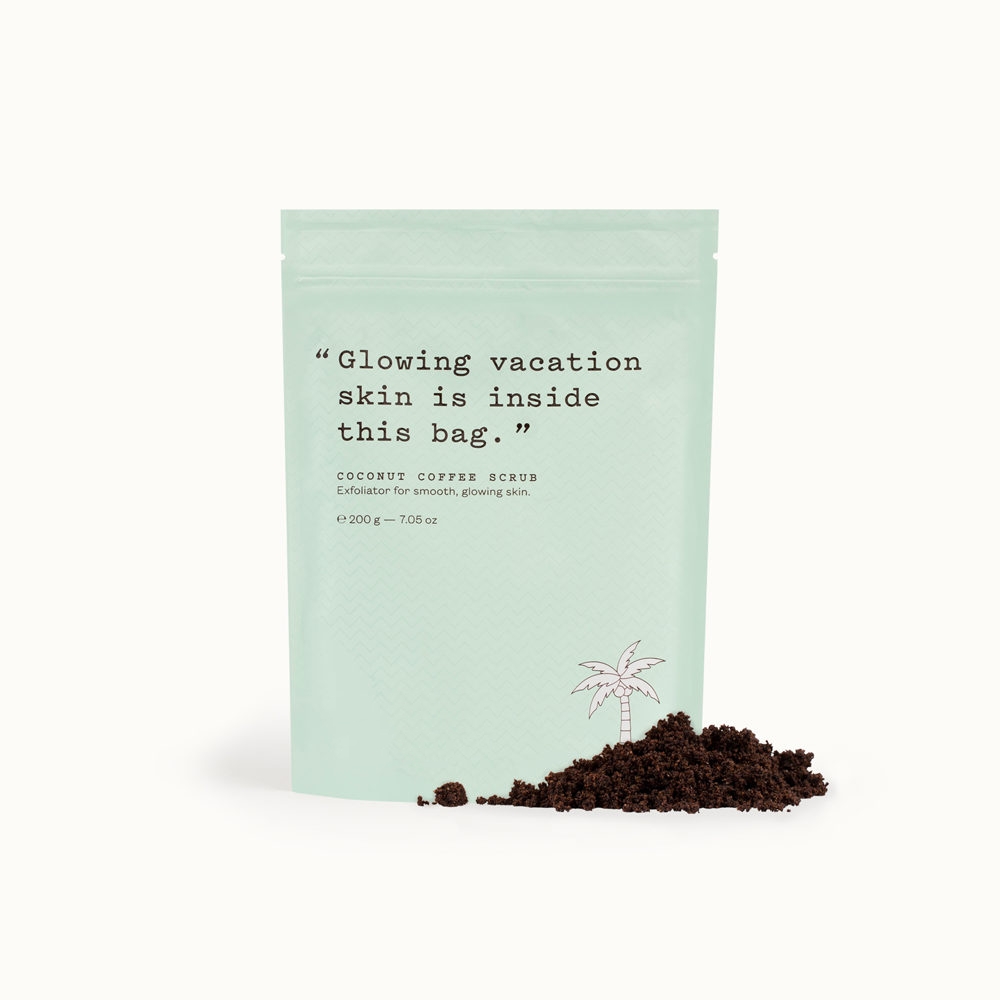 “Glowing vacation
skin is inside
this bag.”
COCONUT COFFEE SCRUB
Exfoliator for smooth, glowing skin.
℮ 200 g — 7.05 oz